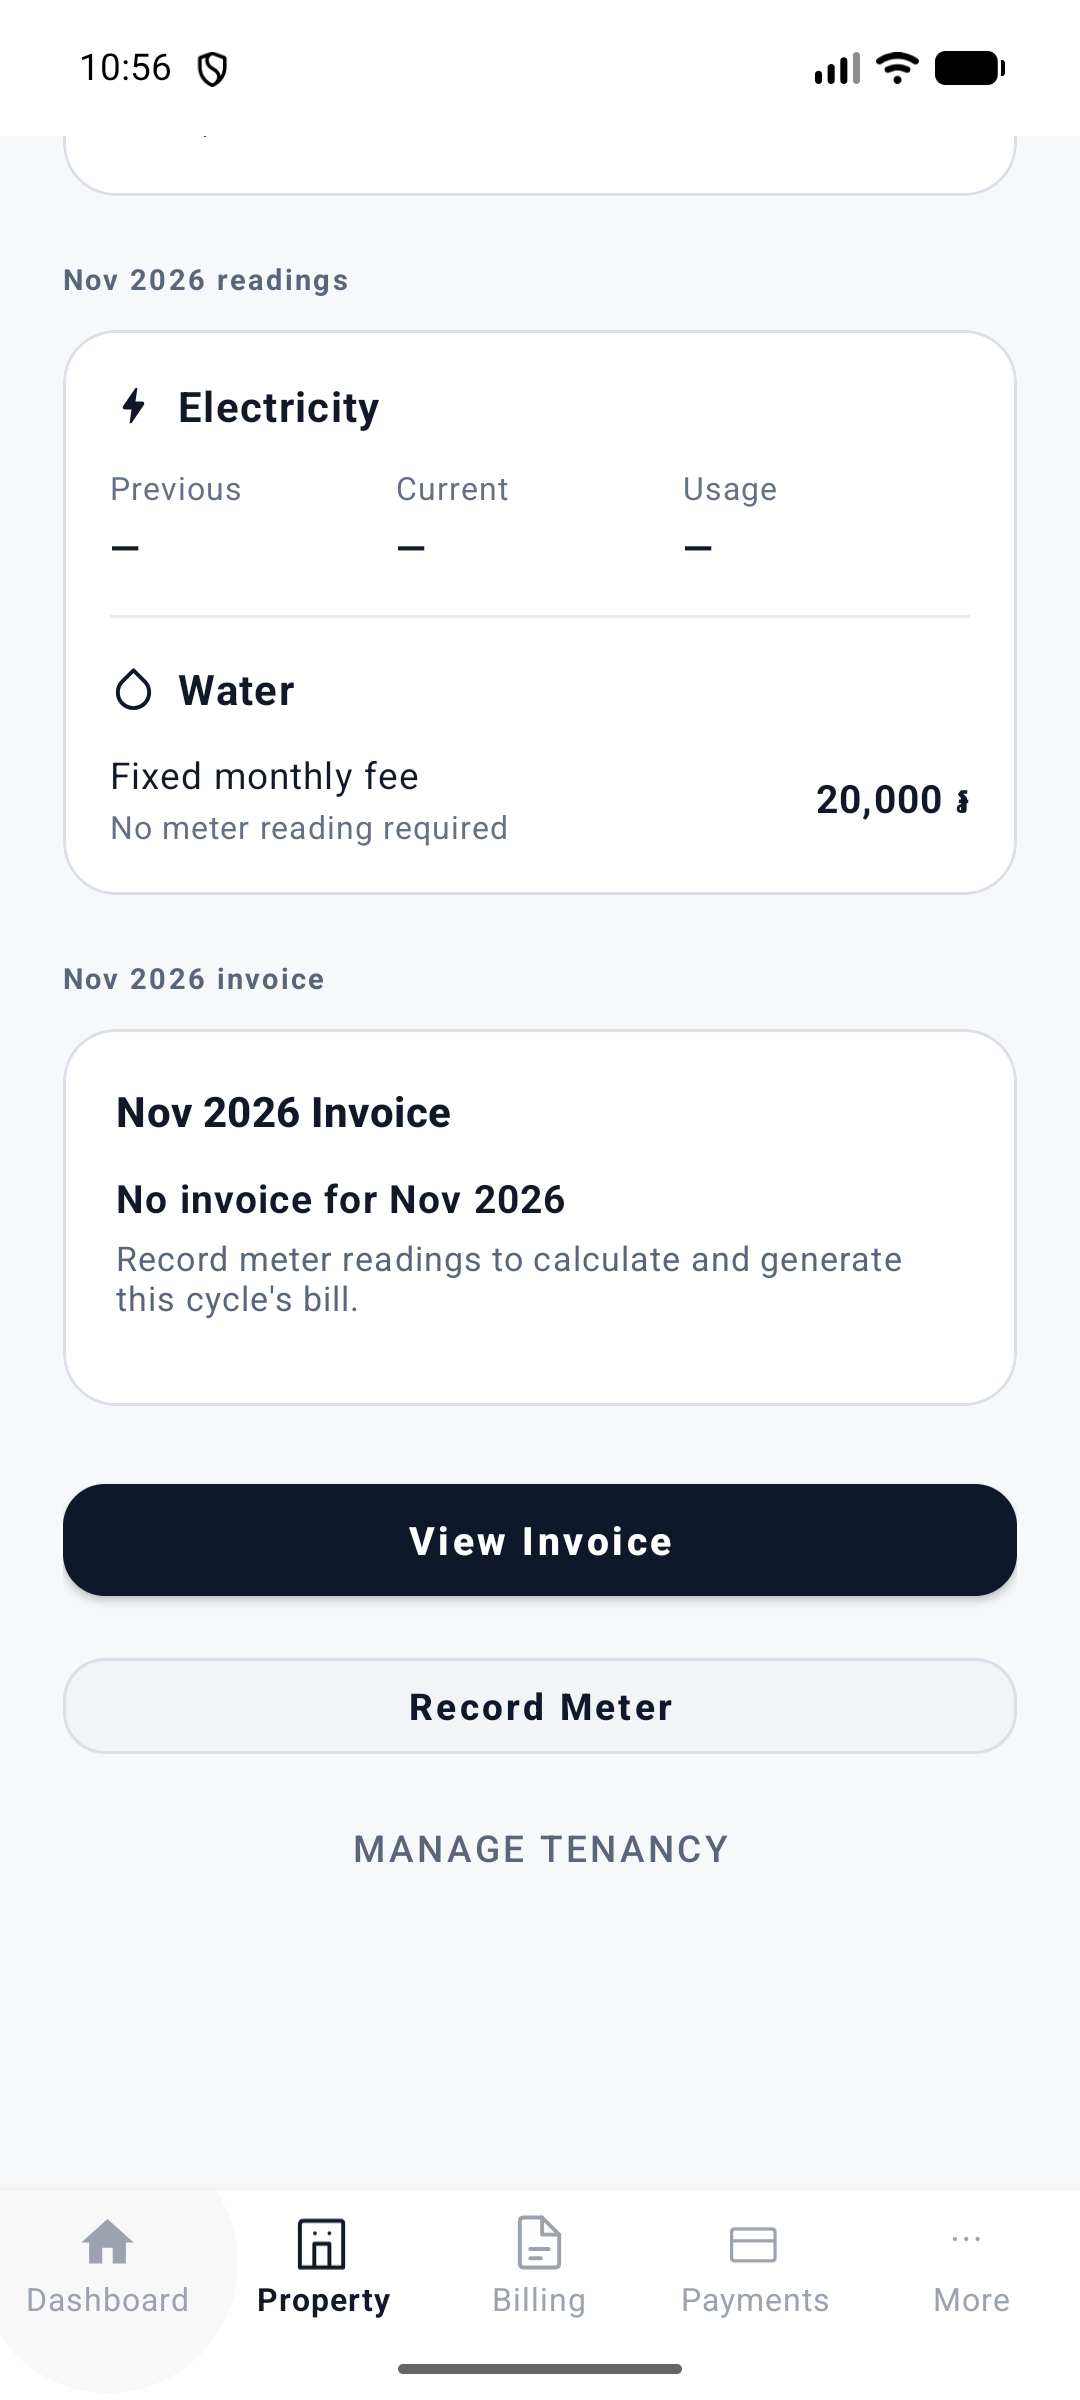 10:56
Nov 2026 readings
Electricity
Previous Current Usage
— — —
Water
Fixed monthly fee
No meter reading required
20,000 ៛
Nov 2026 invoice
Nov 2026 Invoice
No invoice for Nov 2026
Record meter readings to calculate and generate
this cycle's bill.
View Invoice
Record Meter
MANAGE TENANCY
Dashboard Property Billing Payments More